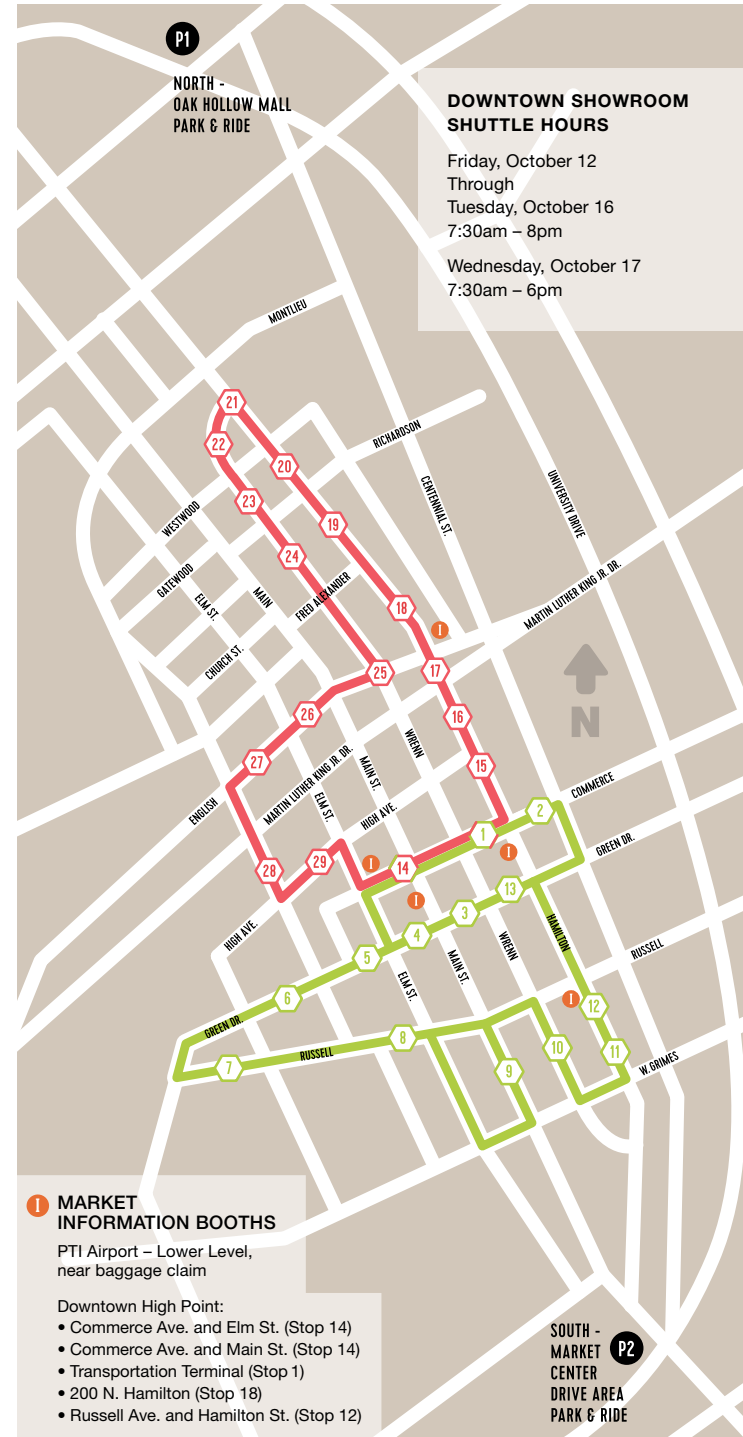 P1
NORTH -
OAK HOLLOW MALL
PARK & RIDE
DOWNTOWN SHOWROOM
SHUTTLE HOURS
Friday, October 12
Through
Tuesday, October 16
7:30am – 8pm
Wednesday, October 17
7:30am – 6pm
MONTLIEU
21
22
20
RICHARDSON
23
19
CENTENNIAL ST.
UNIVERSITY DRIVE
WESTWOOD
24
GATEWOOD
ELM ST.
MAIN
FRED ALEXANDER
18
MARTIN LUTHER KING JR. DR.
I
CHURCH ST.
25
17
N
26
16
WRENN
27
MARTIN LUTHER KING JR. DR.
MAIN ST.
15
ENGLISH
ELM ST.
HIGH AVE.
COMMERCE
2
1
GREEN DR.
I
28
29
I
14
13
I
3
HIGH AVE.
4
HAMILTON
5
WRENN
MAIN ST.
RUSSELL
ELM ST.
6
I
12
GREEN DR.
8
RUSSELL
7
10
11
9
W. GRIMES
I
MARKET
INFORMATION BOOTHS
PTI Airport – Lower Level,
near baggage claim
Downtown High Point:
• Commerce Ave. and Elm St. (Stop 14)
• Commerce Ave. and Main St. (Stop 14)
• Transportation Terminal (Stop 1)
• 200 N. Hamilton (Stop 18)
• Russell Ave. and Hamilton St. (Stop 12)
SOUTH -
MARKET
CENTER
DRIVE AREA
PARK & RIDE
P2